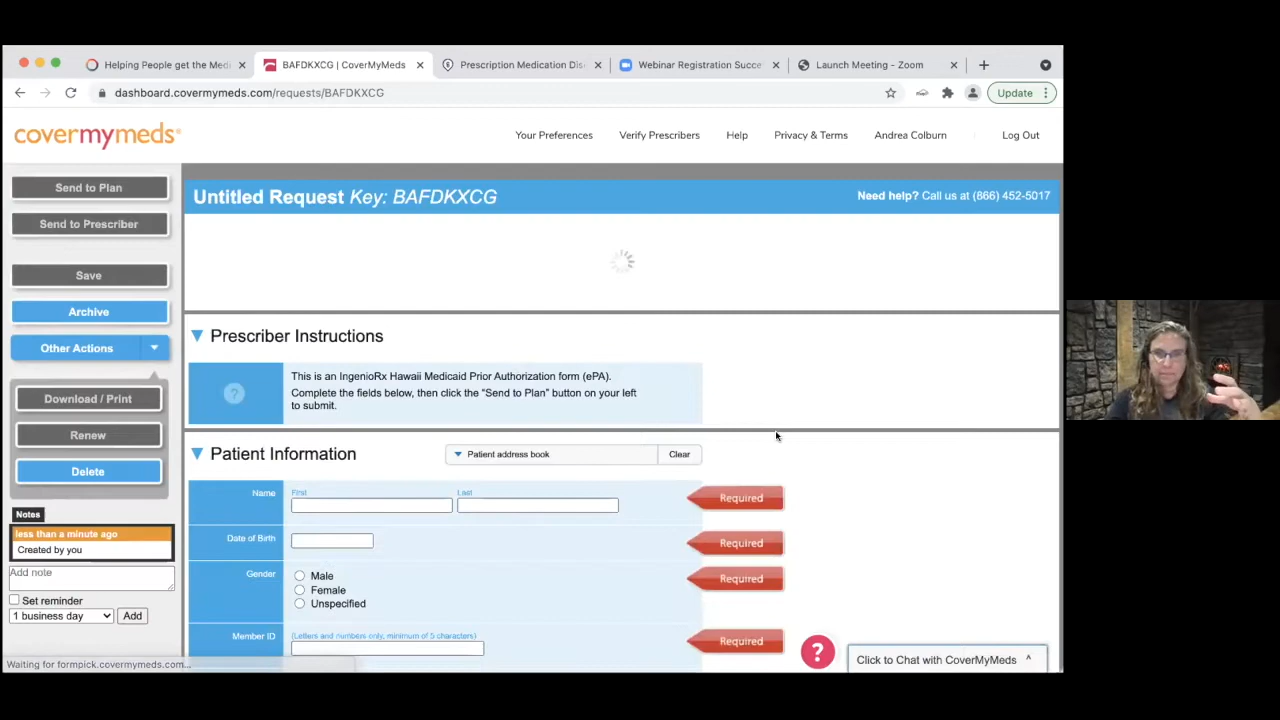 Helping People get the Medi
BAFDKXCG | CoverMyMeds
Prescription Medication Dis
Webinar Registration Succe
Launch Meeting - Zoom
dashboard.covermymeds.com/requests/BAFDKXCG
Update
covermymeds®
Your Preferences
Verify Prescribers
Help
Privacy & Terms
Andrea Colburn
Log Out
Send to Plan
Send to Prescriber
Save
Archive
Other Actions
Download / Print
Renew
Delete
Notes
less than a minute ago
Created by you
Add note
Set reminder
1 business day
Add
Untitled Request Key: BAFDKXCG
Need help? Call us at (866) 452-5017
Prescriber Instructions
?
This is an IngenioRx Hawaii Medicaid Prior Authorization form (ePA).
Complete the fields below, then click the “Send to Plan” button on your left
to submit.
Patient Information
Patient address book
Clear
Name
First
Last
Required
Date of Birth
Required
Gender
Male
Female
Unspecified
Required
Member ID
(Letters and numbers only, minimum of 5 characters)
Required
?
Click to Chat with CoverMyMeds ^
Waiting for formpick.covermymeds.com...